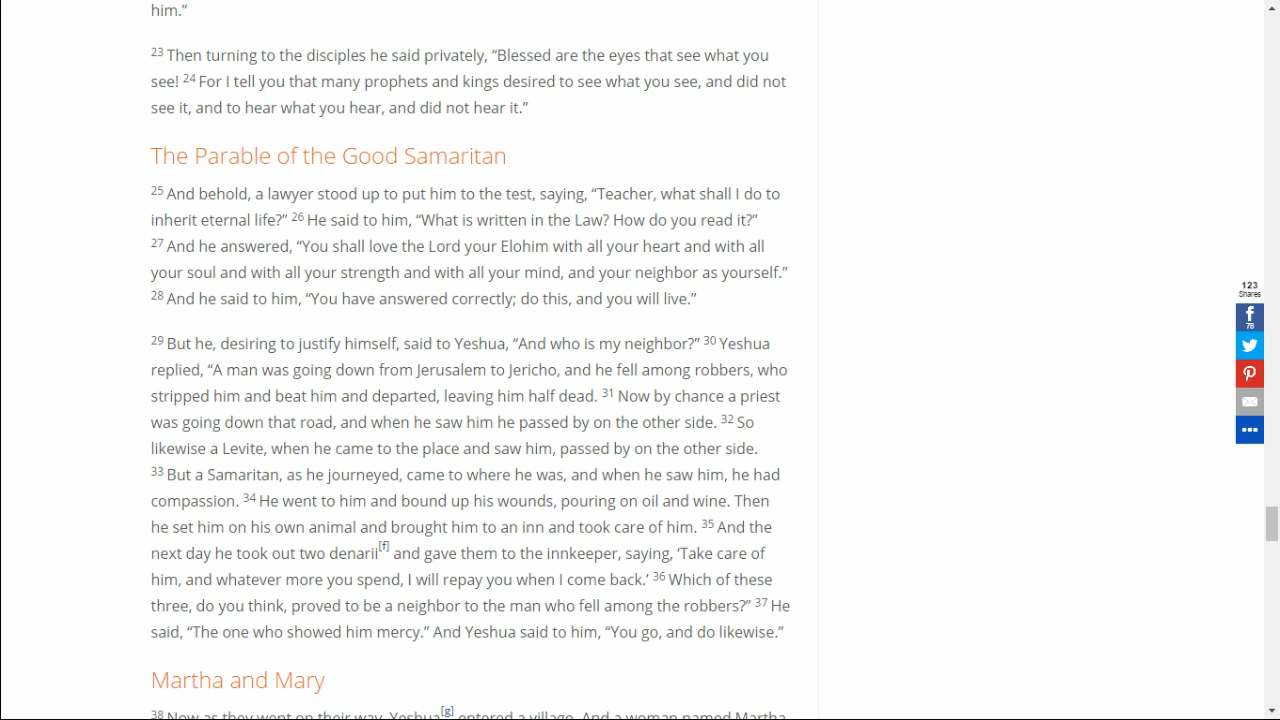 him.”
23 Then turning to the disciples he said privately, “Blessed are the eyes that see what you
see! 24 For I tell you that many prophets and kings desired to see what you see, and did not
see it, and to hear what you hear, and did not hear it.”
The Parable of the Good Samaritan
25 And behold, a lawyer stood up to put him to the test, saying, “Teacher, what shall I do to
inherit eternal life?” 26 He said to him, “What is written in the Law? How do you read it?”
27 And he answered, “You shall love the Lord your Elohim with all your heart and with all
your soul and with all your strength and with all your mind, and your neighbor as yourself.”
28 And he said to him, “You have answered correctly; do this, and you will live.”
29 But he, desiring to justify himself, said to Yeshua, “And who is my neighbor?” 30 Yeshua
replied, “A man was going down from Jerusalem to Jericho, and he fell among robbers, who
stripped him and beat him and departed, leaving him half dead. 31 Now by chance a priest
was going down that road, and when he saw him he passed by on the other side. 32 So
likewise a Levite, when he came to the place and saw him, passed by on the other side.
33 But a Samaritan, as he journeyed, came to where he was, and when he saw him, he had
compassion. 34 He went to him and bound up his wounds, pouring on oil and wine. Then
he set him on his own animal and brought him to an inn and took care of him. 35 And the
next day he took out two denarii[f] and gave them to the innkeeper, saying, ‘Take care of
him, and whatever more you spend, I will repay you when I come back.’ 36 Which of these
three, do you think, proved to be a neighbor to the man who fell among the robbers?” 37 He
said, “The one who showed him mercy.” And Yeshua said to him, “You go, and do likewise.”
Martha and Mary
38 Now as they went on their way, Yeshua[g] entered a village. And a woman named Martha
123
Shares
78